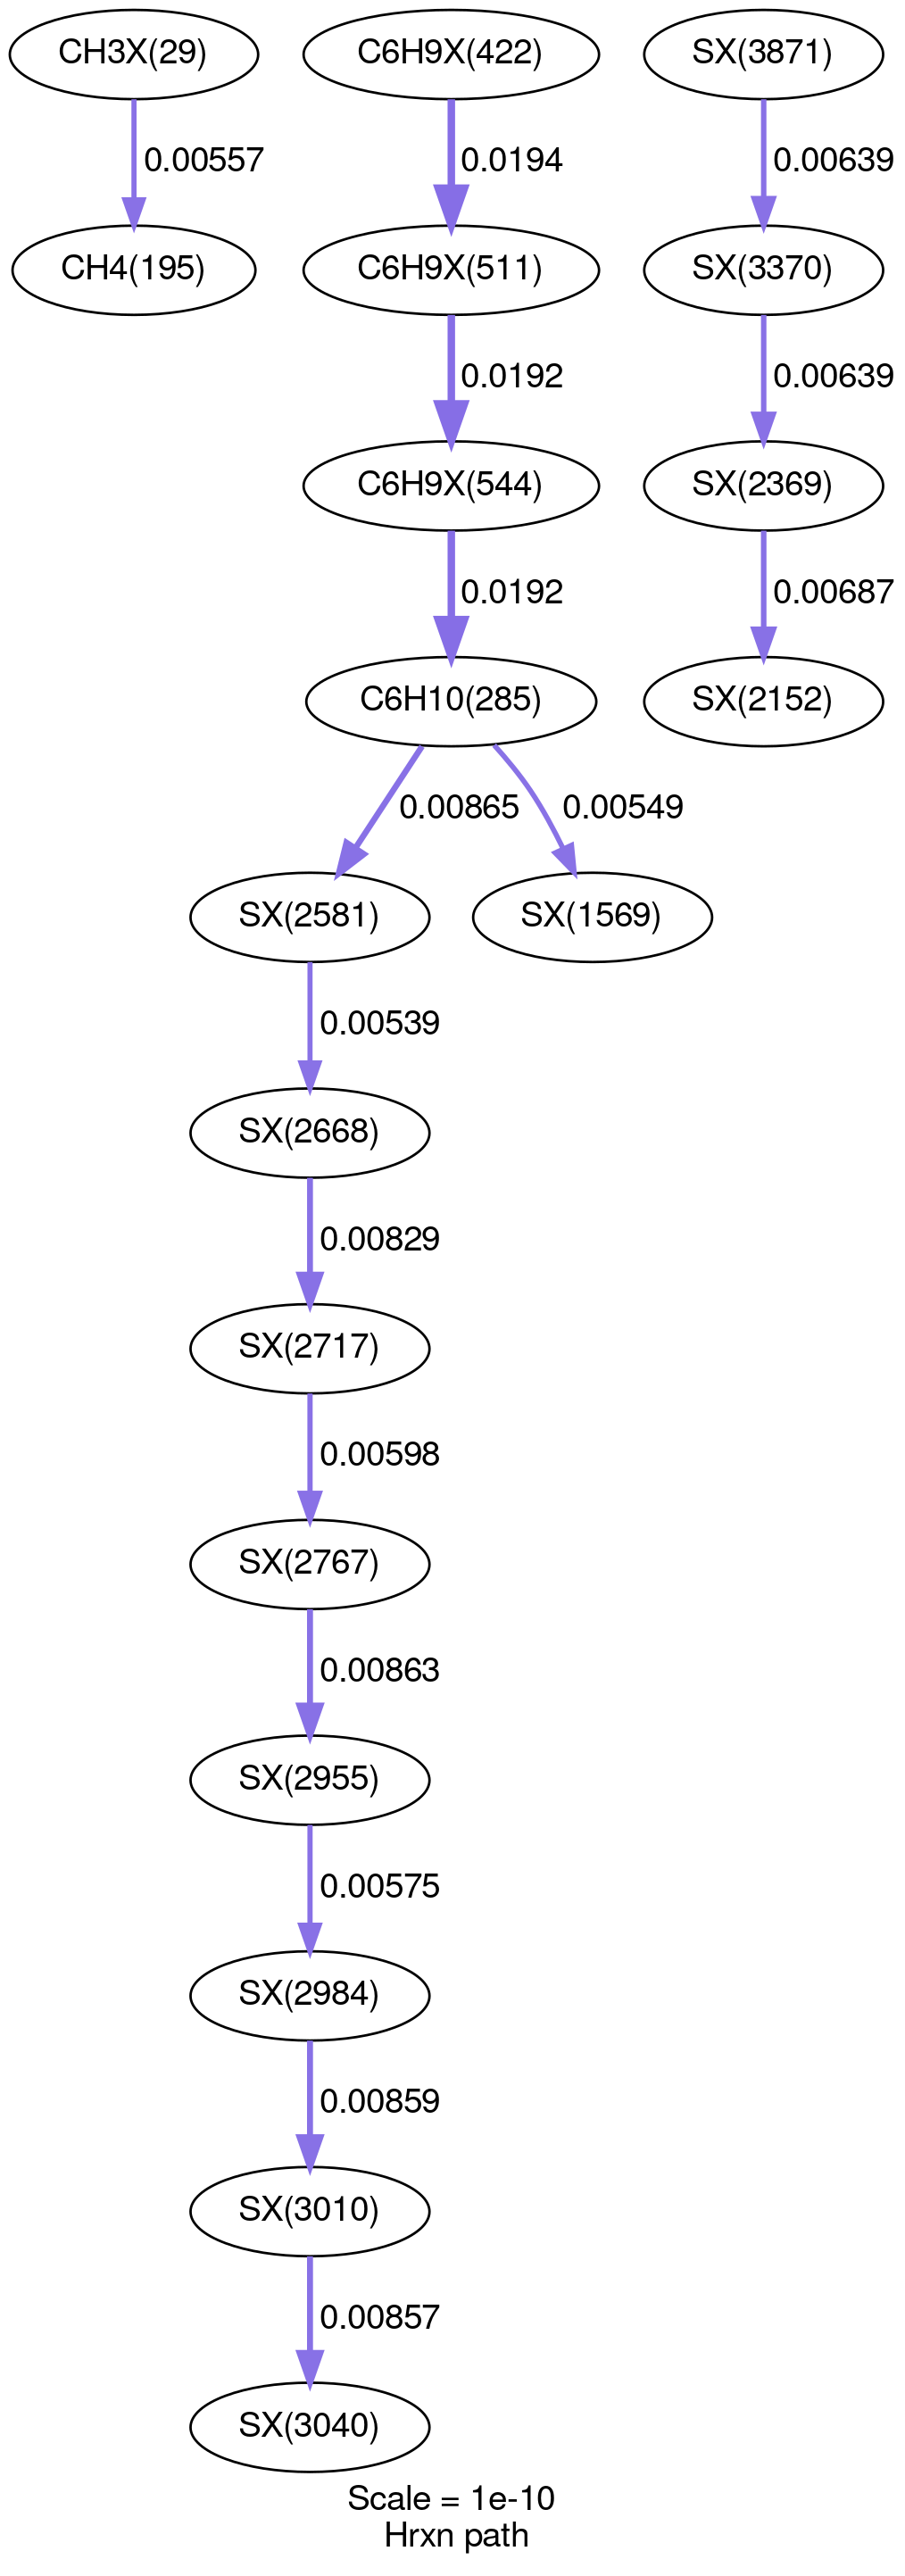 CH3X(29)
C6H9X(422)
SX(3871)
0.00557
0.0194
0.00639
CH4(195)
C6H9X(511)
SX(3370)
0.0192
0.00639
C6H9X(544)
SX(2369)
0.0192
0.00687
C6H10(285)
SX(2152)
0.00865
0.00549
SX(2581)
SX(1569)
0.00539
SX(2668)
0.00829
SX(2717)
0.00598
SX(2767)
0.00863
SX(2955)
0.00575
SX(2984)
0.00859
SX(3010)
0.00857
SX(3040)
Scale = 1e-10
Hrxn path